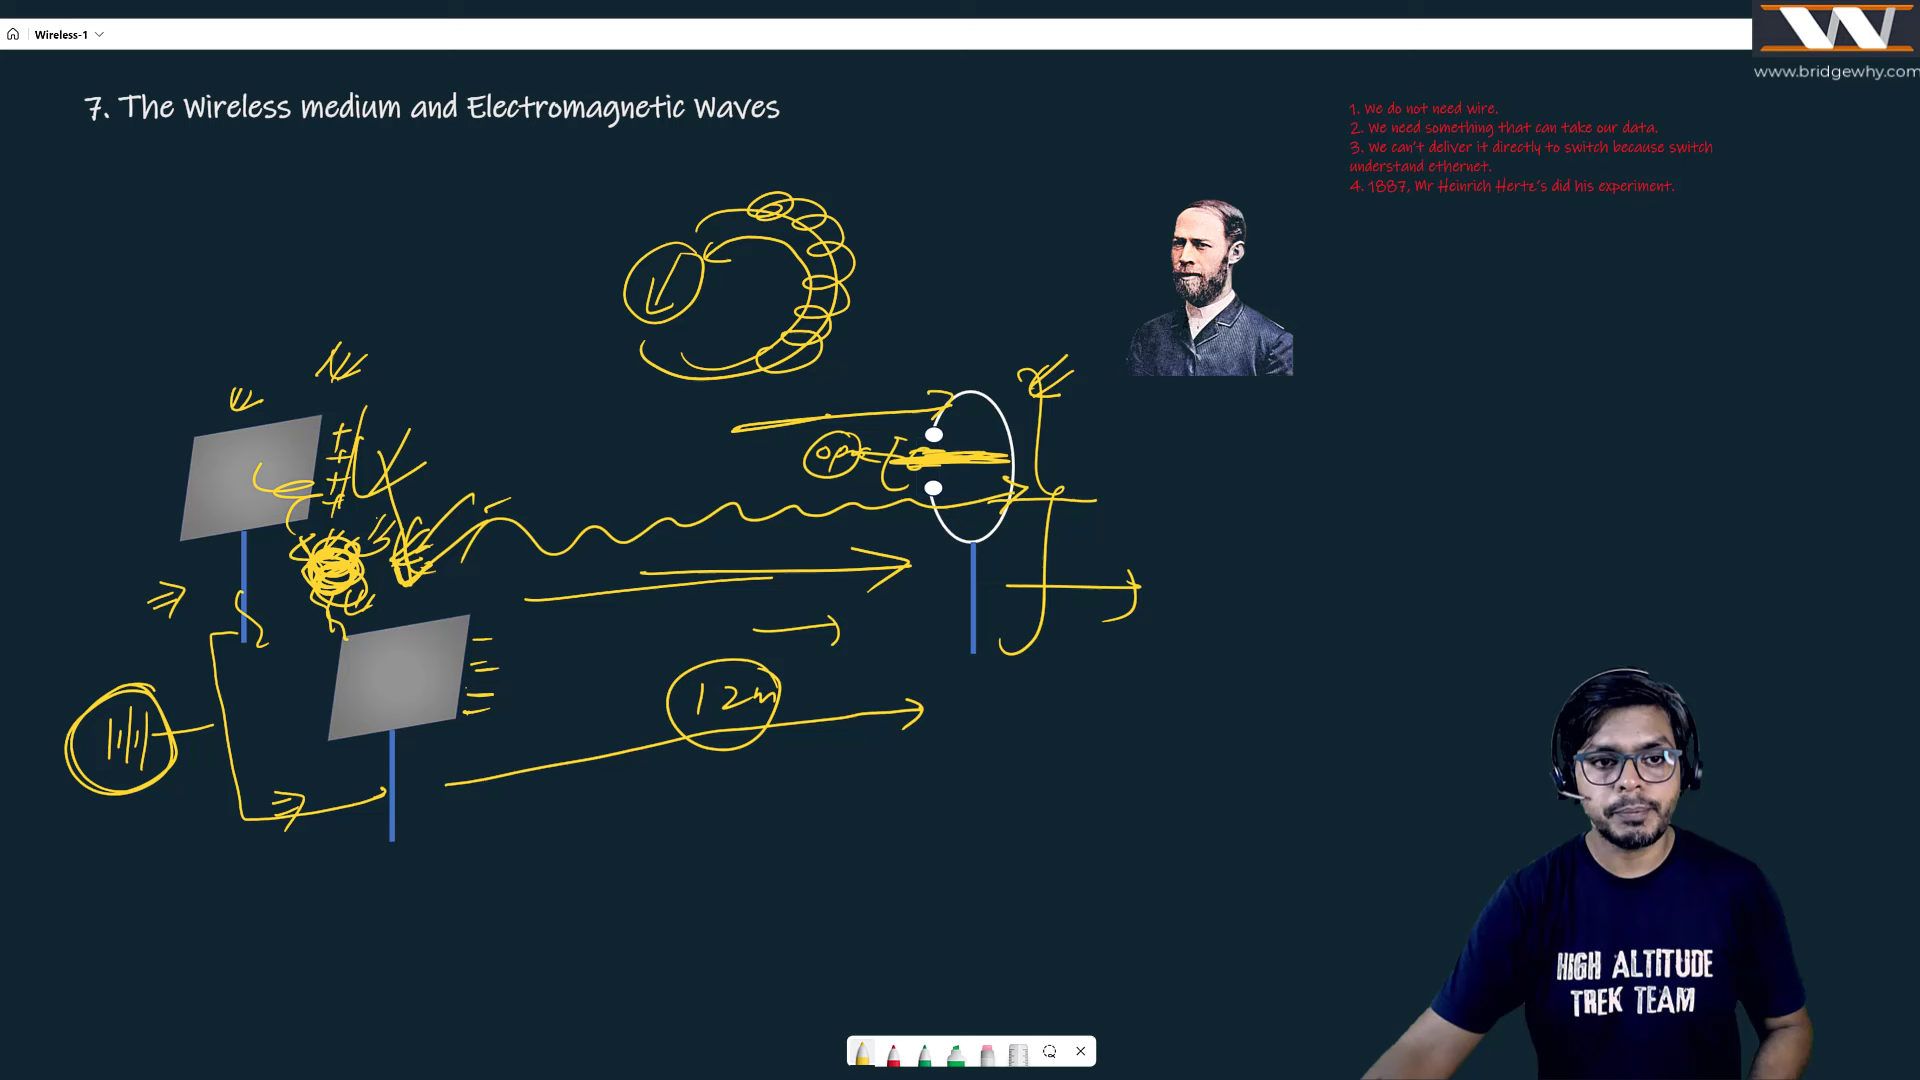 Wireless-1
www.bridgewhy.com
7. The Wireless medium and Electromagnetic Waves
1. We do not need wire.
2. We need something that can take our data.
3. We can't deliver it directly to switch because switch
understand ethernet.
4. 1887, Mr Heinrich Hertz's did his experiment.
12m
HIGH ALTITUDE
TREK TEAM